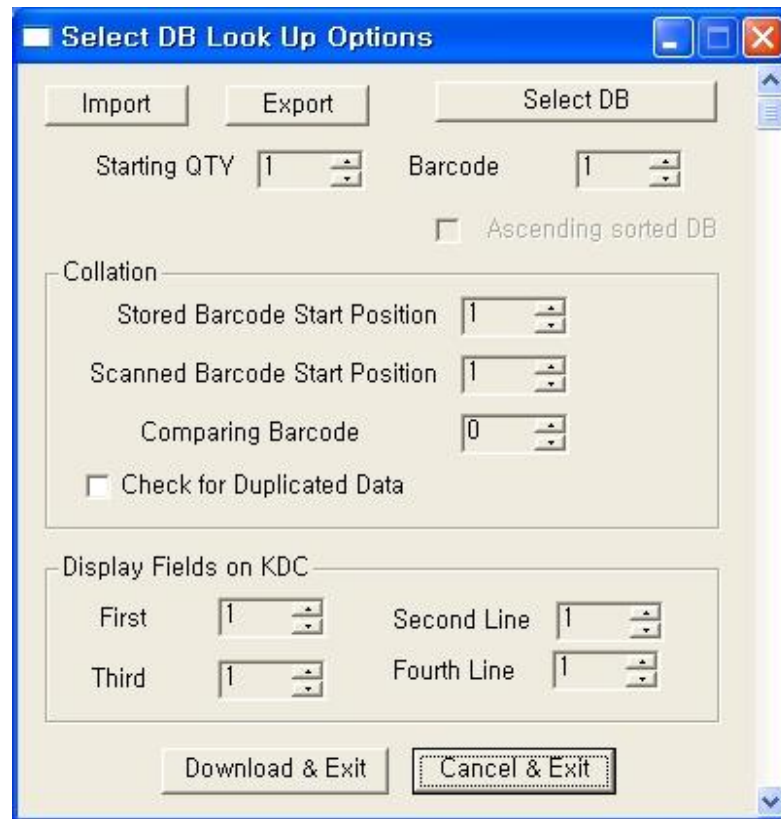 Select DB Look Up Options
Import Export Select DB
Starting QTY 1 Barcode 1
Ascending sorted DB
Collation
Stored Barcode Start Position 1
Scanned Barcode Start Position 1
Comparing Barcode 0
Check for Duplicated Data
Display Fields on KDC
First 1 Second Line 1
Third 1 Fourth Line 1
Download & Exit Cancel & Exit